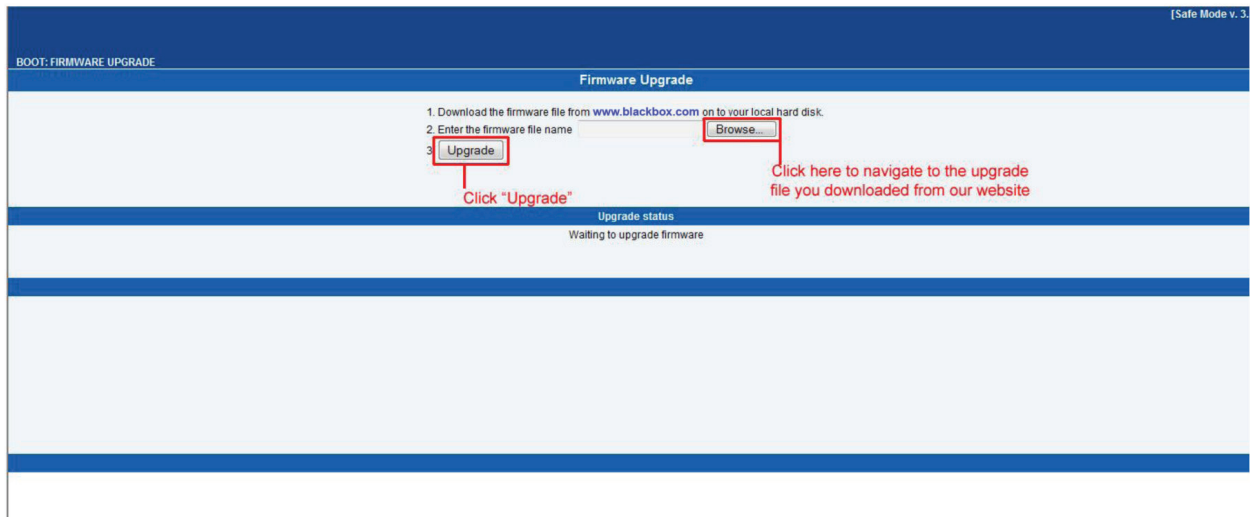 [Safe Mode v. 3.
BOOT: FIRMWARE UPGRADE
Firmware Upgrade
1. Download the firmware file from www.blackbox.com on to your local hard disk.
2. Enter the firmware file name Browse...
3. Upgrade
Click here to navigate to the upgrade
file you downloaded from our website
Click “Upgrade”
Upgrade status
Waiting to upgrade firmware